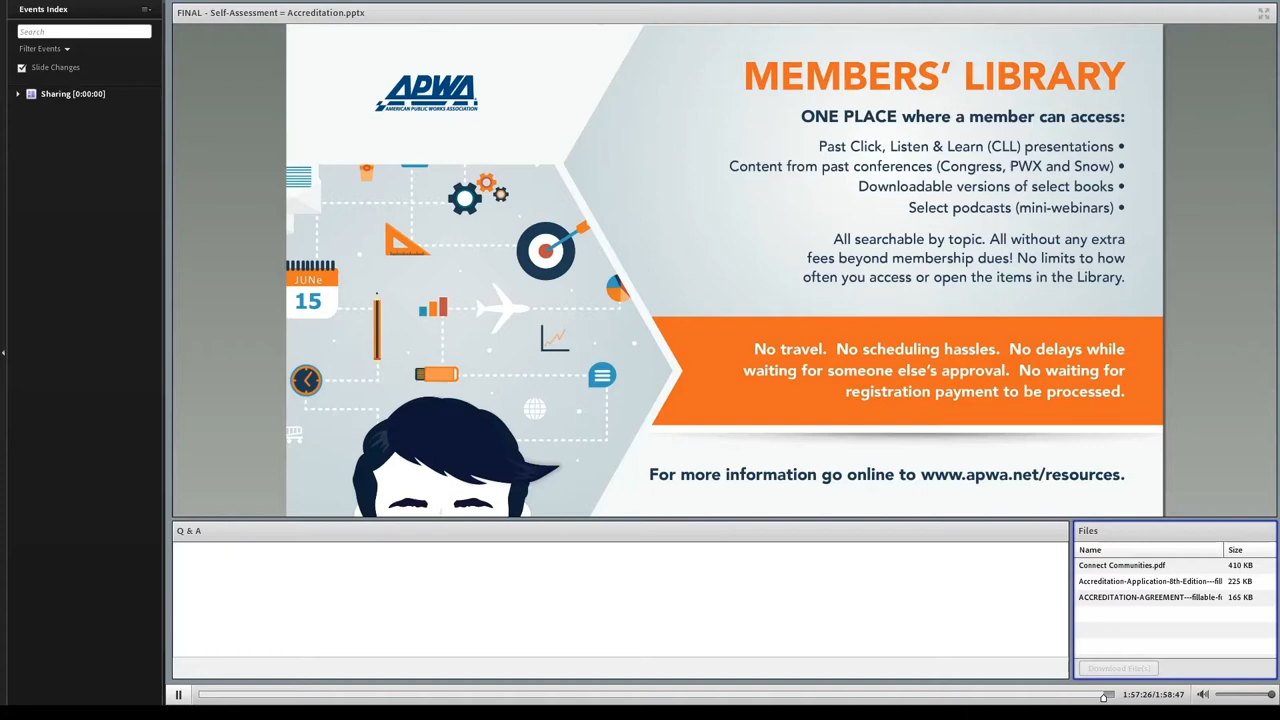 Events Index
Search
Filter Events
Slide Changes
Sharing [0:00:00]
FINAL - Self-Assessment = Accreditation.pptx
APWA
AMERICAN PUBLIC WORKS ASSOCIATION
JUNe
15
MEMBERS‘ LIBRARY
ONE PLACE where a member can access:
Past Click, Listen & Learn (CLL) presentations •
Content from past conferences (Congress, PWX and Snow) •
Downloadable versions of select books •
Select podcasts (mini-webinars) •
All searchable by topic. All without any extra
fees beyond membership dues! No limits to how
often you access or open the items in the Library.
No travel. No scheduling hassles. No delays while
waiting for someone else’s approval. No waiting for
registration payment to be processed.
For more information go online to www.apwa.net/resources.
Q & A
Files
Name Size
Connect Communities.pdf 410 KB
Accreditation-Application-8th-Edition---fill 225 KB
ACCREDITATION-AGREEMENT---fillable-fo 165 KB
Download File(s)
1:57:26/1:58:47